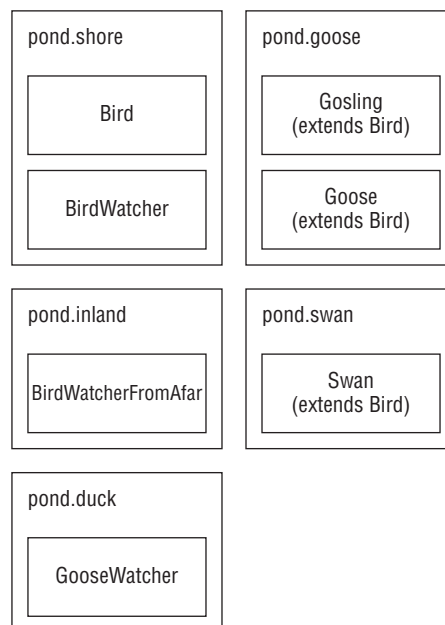 pond.shore
Bird
BirdWatcher
pond.goose
Gosling
(extends Bird)
Goose
(extends Bird)
pond.inland
BirdWatcherFromAfar
pond.swan
Swan
(extends Bird)
pond.duck
GooseWatcher